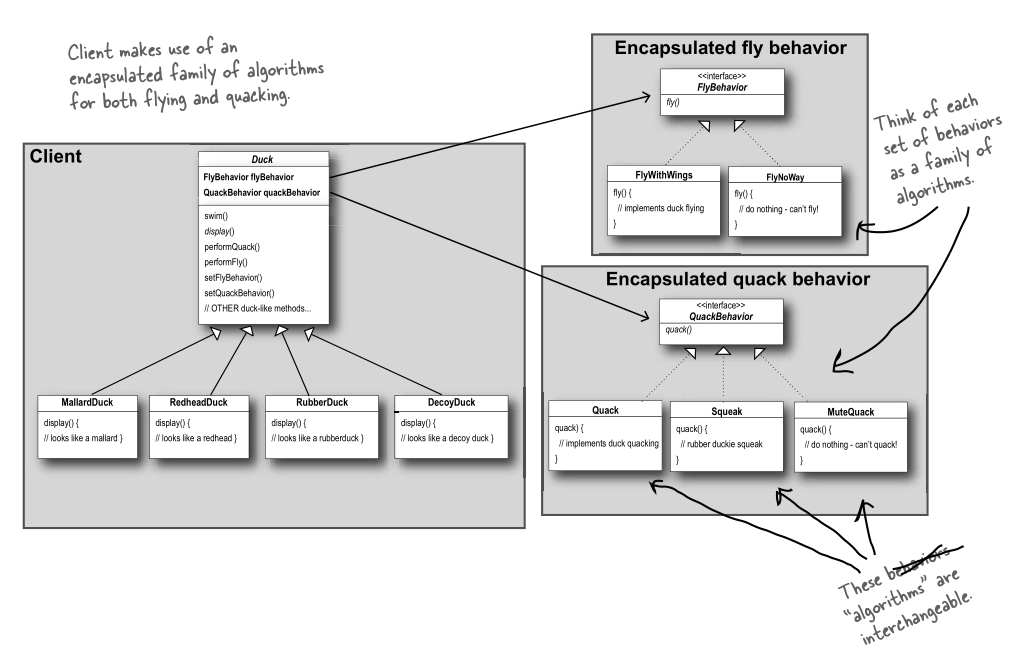 Client makes use of an
encapsulated family of algorithms
for both flying and quacking.
Client
Duck
FlyBehavior flyBehavior
QuackBehavior quackBehavior
swim()
display()
performQuack()
performFly()
setFlyBehavior()
setQuackBehavior()
// OTHER duck-like methods...
MallardDuck
display() {
// looks like a mallard }
RedheadDuck
display() {
// looks like a redhead }
RubberDuck
display() {
// looks like a rubberduck }
DecoyDuck
display() {
// looks like a decoy duck }
Encapsulated fly behavior
<<interface>>
FlyBehavior
fly()
FlyWithWings
fly() {
// implements duck flying
}
FlyNoWay
fly() {
// do nothing - can't fly!
}
Think of each
set of behaviors
as a family of
algorithms.
Encapsulated quack behavior
<<interface>>
QuackBehavior
quack()
Quack
quack) {
// implements duck quacking
}
Squeak
quack() {
// rubber duckie squeak
}
MuteQuack
quack() {
// do nothing - can't quack!
}
These behaviors
“algorithms” are
interchangeable.